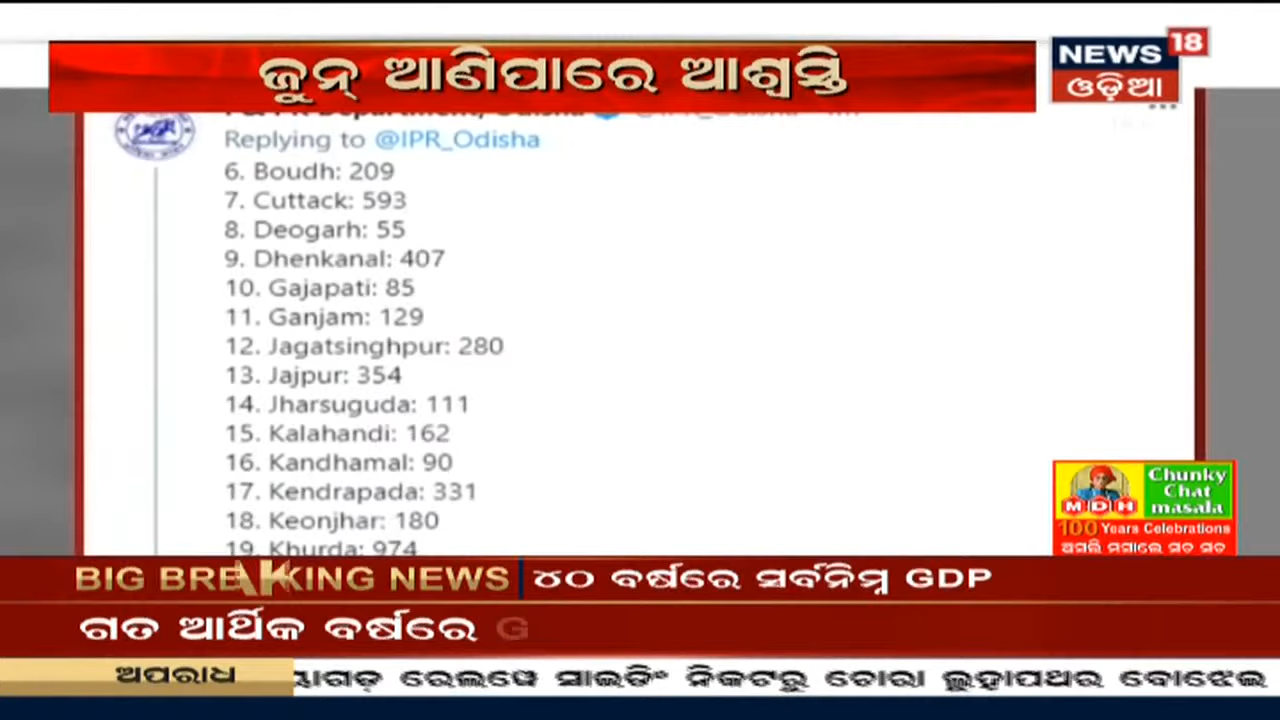 ଜୁନ୍ ଆଣିପାରେ ଆଶ୍ୱସ୍ତି
NEWS 18
ଓଡ଼ିଆ
Replying to @IPR_Odisha
6. Boudh: 209
7. Cuttack: 593
8. Deogarh: 55
9. Dhenkanal: 407
10. Gajapati: 85
11. Ganjam: 129
12. Jagatsinghpur: 280
13. Jajpur: 354
14. Jharsuguda: 111
15. Kalahandi: 162
16. Kandhamal: 90
17. Kendrapada: 331
18. Keonjhar: 180
19. Khurda: 974
MDH
Chunky
Chat
masala
100 Years Celebrations
BIG BREAKING NEWS ୪୦ ବର୍ଷରେ ସର୍ବନିମ୍ନ GDP
ଗତ ଆର୍ଥିକ ବର୍ଷରେ G
ଅପରାଧ
ରେଲୱେ ସାଇଡିଂ ନିକଟରୁ ଚୋରା ଲୁହାପଥର ବୋଝେଇ